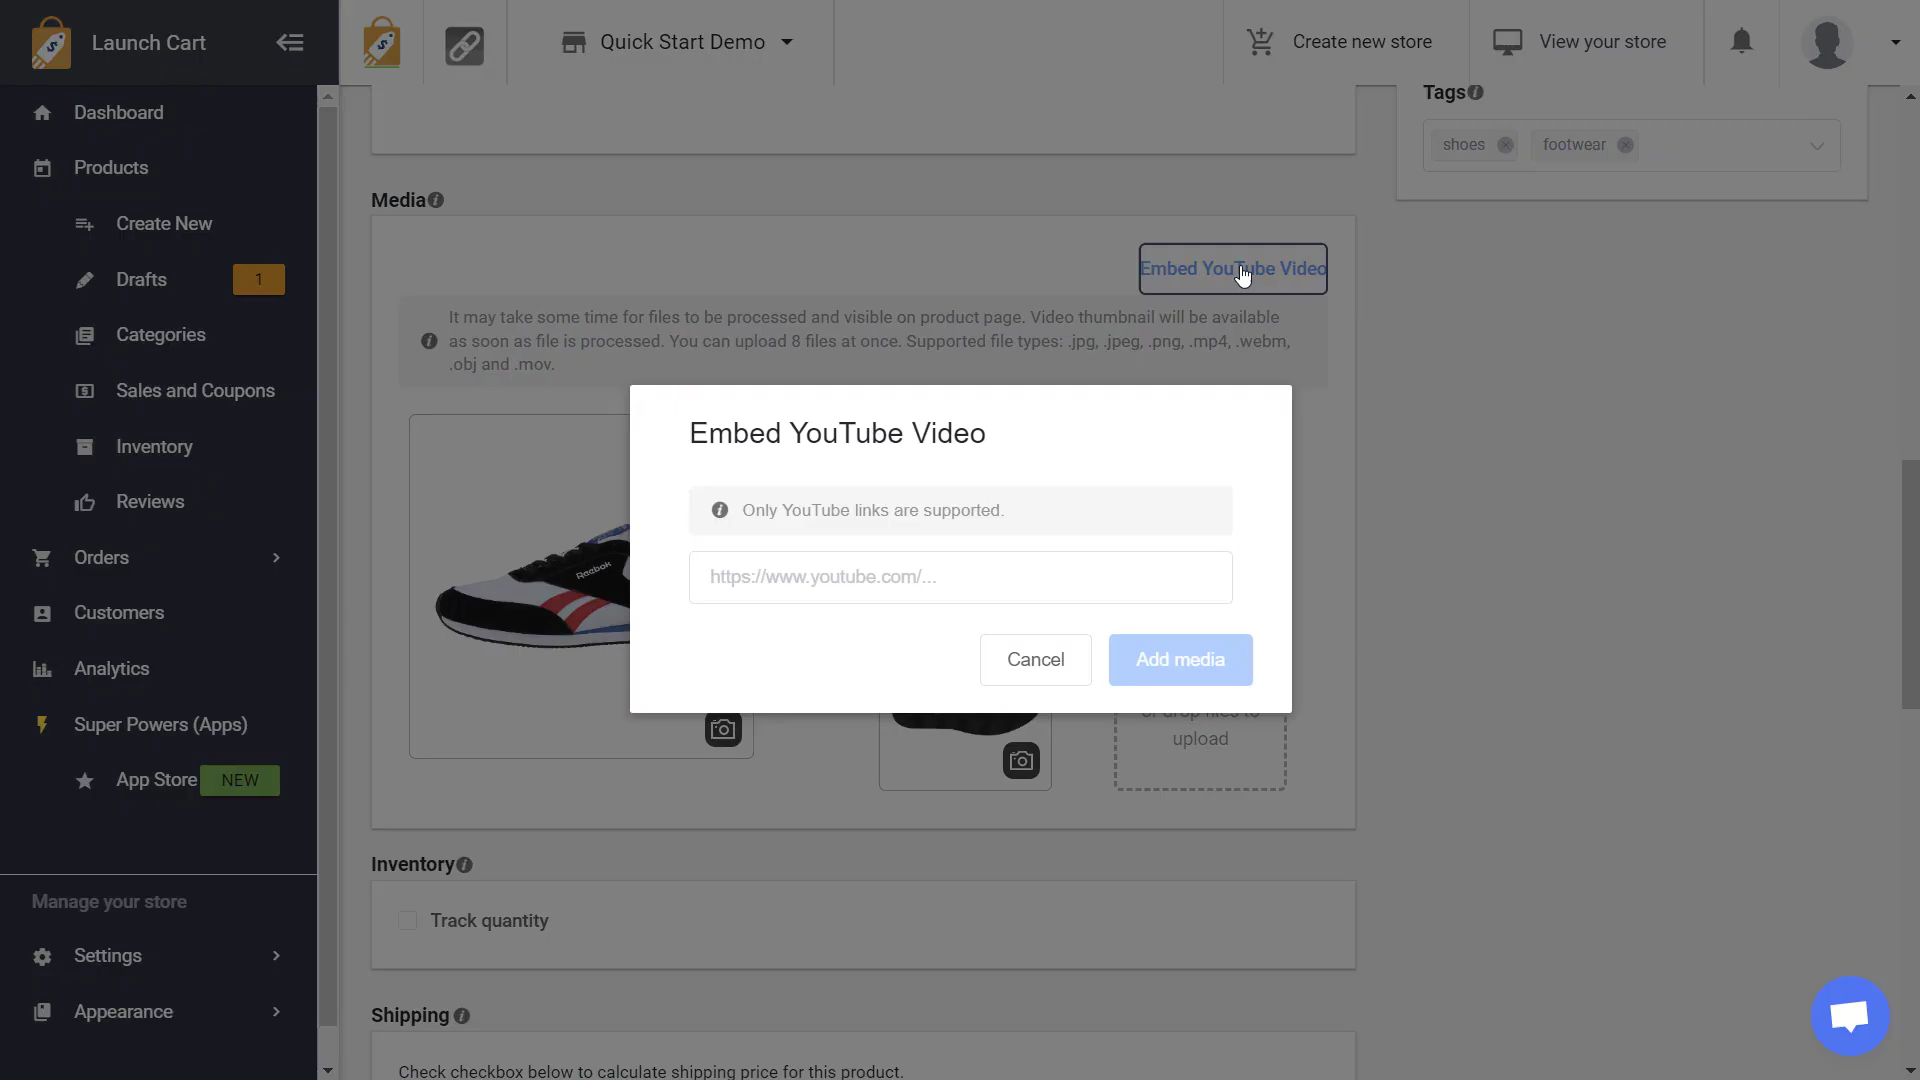 Launch Cart
Quick Start Demo
Create new store
View your store
Dashboard
Products
Create New
Drafts
1
Categories
Sales and Coupons
Inventory
Reviews
Orders
Customers
Analytics
Super Powers (Apps)
App Store
NEW
Manage your store
Settings
Appearance
Tags
shoes
footwear
Media
Embed YouTube Video
It may take some time for files to be processed and visible on product page. Video thumbnail will be available
as soon as file is processed. You can upload 8 files at once. Supported file types: .jpg, .jpeg, .png, .mp4, .webm,
.obj and .mov.
Reebok
Embed YouTube Video
Only YouTube links are supported.
https://www.youtube.com/...
Cancel
Add media
or drop files to
upload
Inventory
Track quantity
Shipping
Check checkbox below to calculate shipping price for this product.